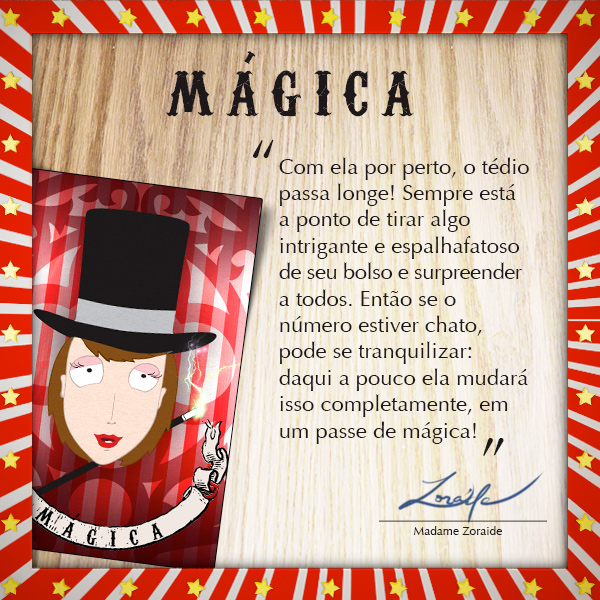 MÁGICA
“
Com ela por perto, o tédio
passa longe! Sempre está
a ponto de tirar algo
intrigante e espalhafatoso
de seu bolso e surpreender
a todos. Então se o
número estiver chato,
pode se tranquilizar:
daqui a pouco ela mudará
isso completamente, em
um passe de mágica!
”
Zoraide
Madame Zoraide
MÁGICA